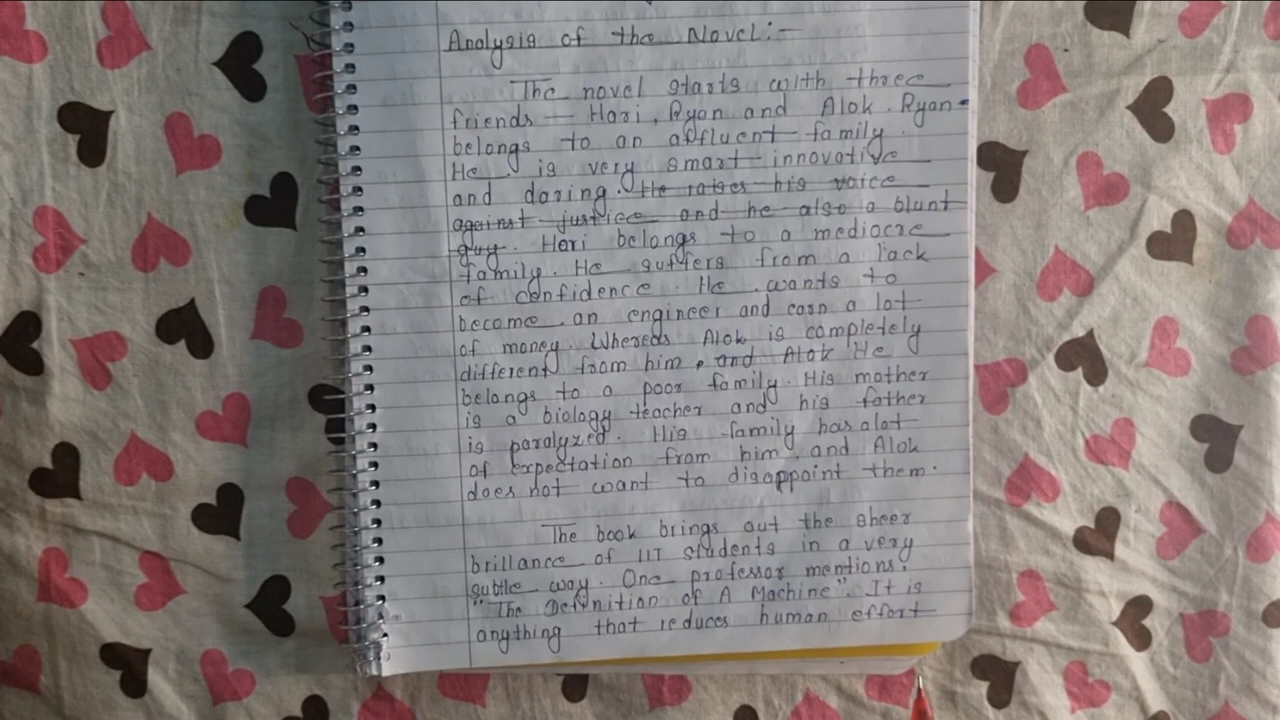 Analysis of the Novel:-
The novel starts with three
friends - Hari, Ryan and Alok. Ryan
belongs to an affluent family.
He is very smart innovative
and daring. He raises his voice
against justice and he also a blunt
guy. Hari belongs to a mediocre
family. He suffers from a lack
of confidence. He wants to
become an engineer and earn a lot
of money. Whereas Alok is completely
different from him, and Alok He
belongs to a poor family. His mother
is a biology teacher and his father
is paralyzed. His family has alot
of expectation from him, and Alok
does not want to disappoint them.
The book brings out the sheer
brillance of IIT students in a very
subtle way. One professor mentions.
"The Definition of A Machine". It is
anything that reduces human effort